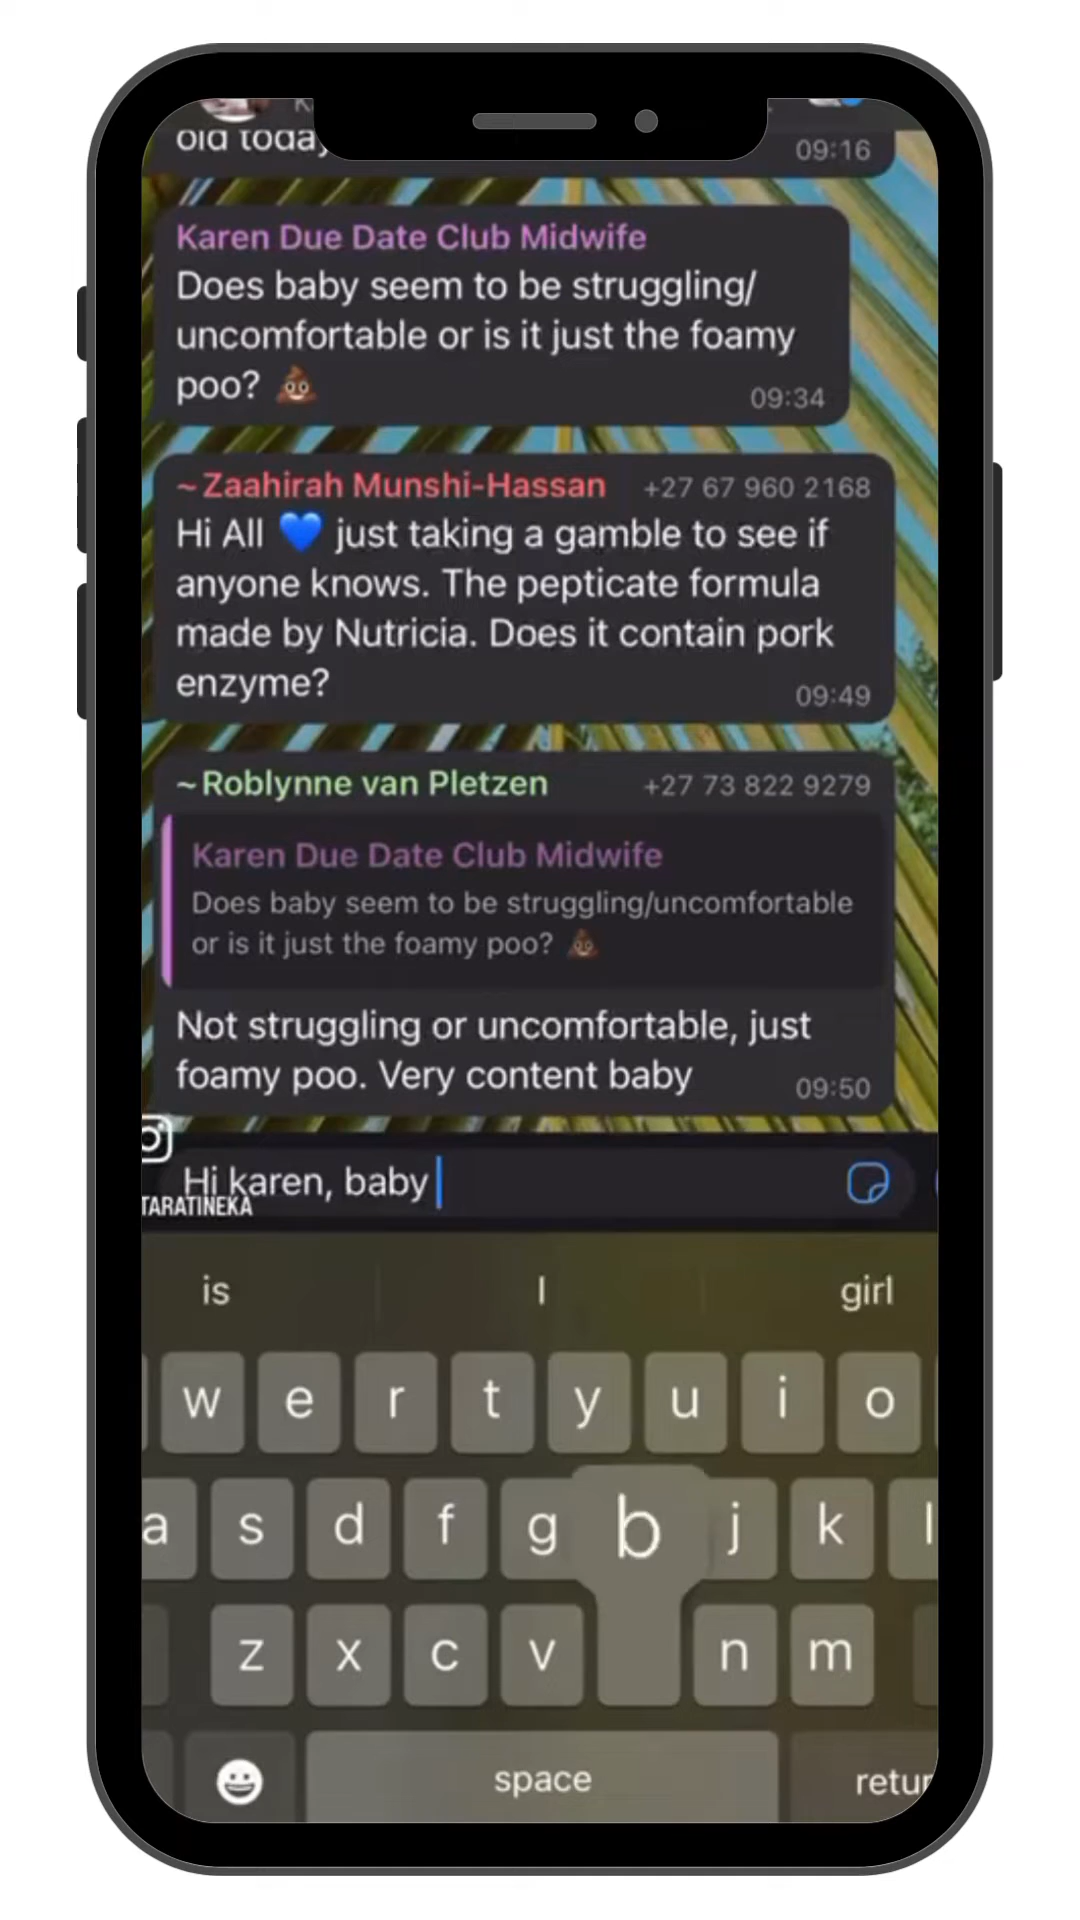 old today
09:16
Karen Due Date Club Midwife
Does baby seem to be struggling/
uncomfortable or is it just the foamy
poo? 💩
09:34
~Zaahirah Munshi-Hassan +27 67 960 2168
Hi All 💙 just taking a gamble to see if
anyone knows. The pepticate formula
made by Nutricia. Does it contain pork
enzyme?
09:49
~Roblynne van Pletzen +27 73 822 9279
Karen Due Date Club Midwife
Does baby seem to be struggling/uncomfortable
or is it just the foamy poo? 💩
Not struggling or uncomfortable, just
foamy poo. Very content baby
09:50
Hi karen, baby
TARATINEKA
is I girl
w e r t y u i o
a s d f g b j k l
z x c v n m
space retur